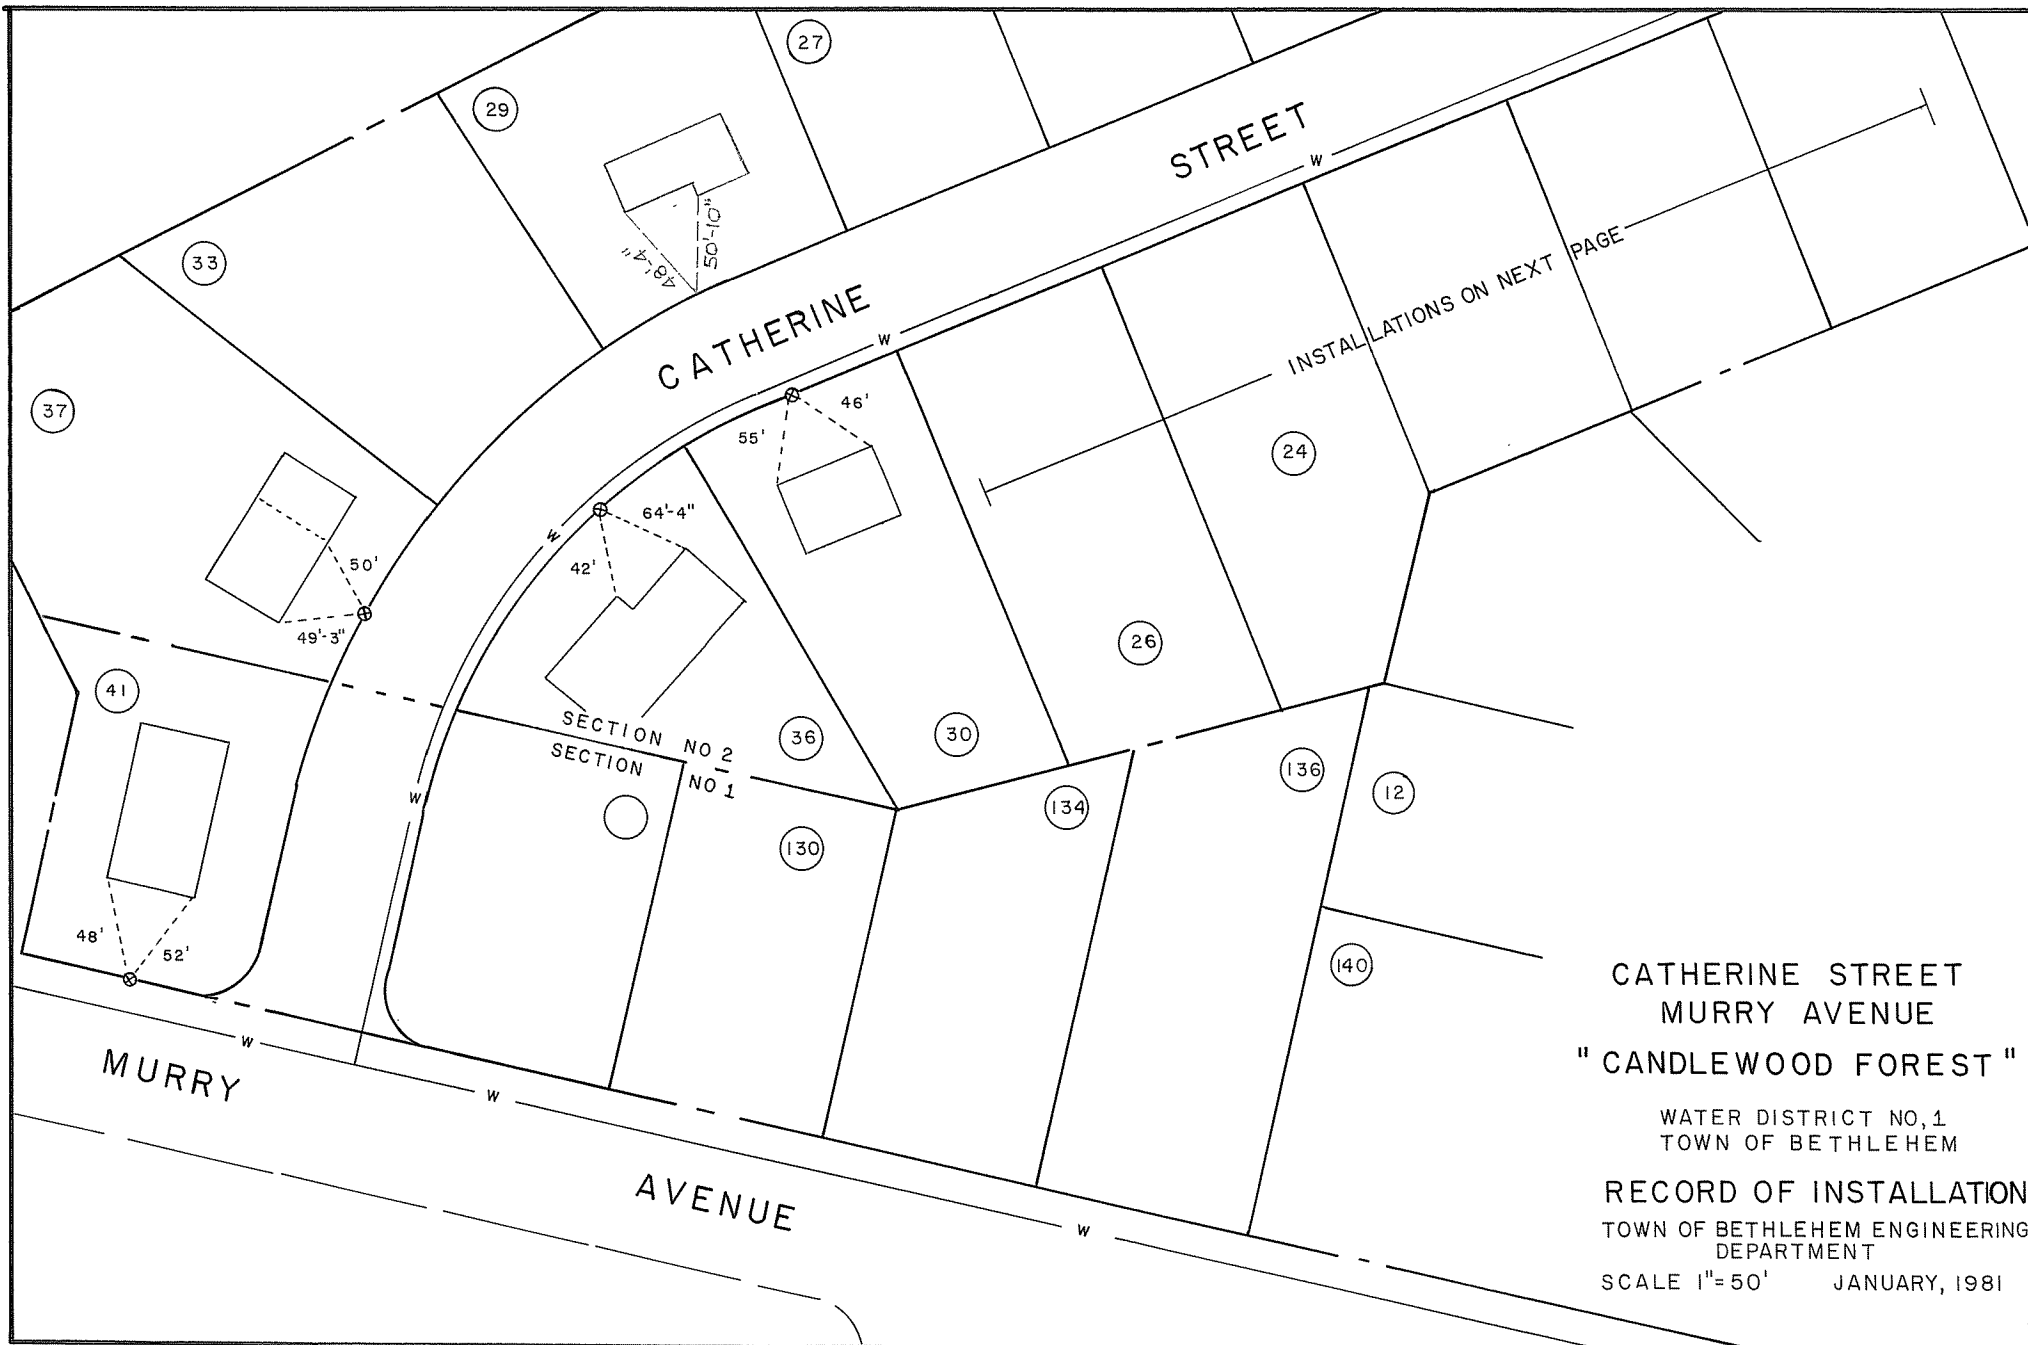 27
29
STREET
W
33
50'-10"
48'-4"
INSTALLATIONS ON NEXT PAGE
CATHERINE
W
37
46'
55'
24
64'-4"
W
42'
50'
49'-3"
26
41
SECTION NO 2
36
30
SECTION NO 1
136
W
134
12
130
48'
52'
140
CATHERINE STREET
MURRY AVENUE
"CANDLEWOOD FOREST"
W
MURRY
W
WATER DISTRICT NO,1
TOWN OF BETHLEHEM
AVENUE
W
RECORD OF INSTALLATION
TOWN OF BETHLEHEM ENGINEERING
DEPARTMENT
SCALE 1"=50' JANUARY, 1981